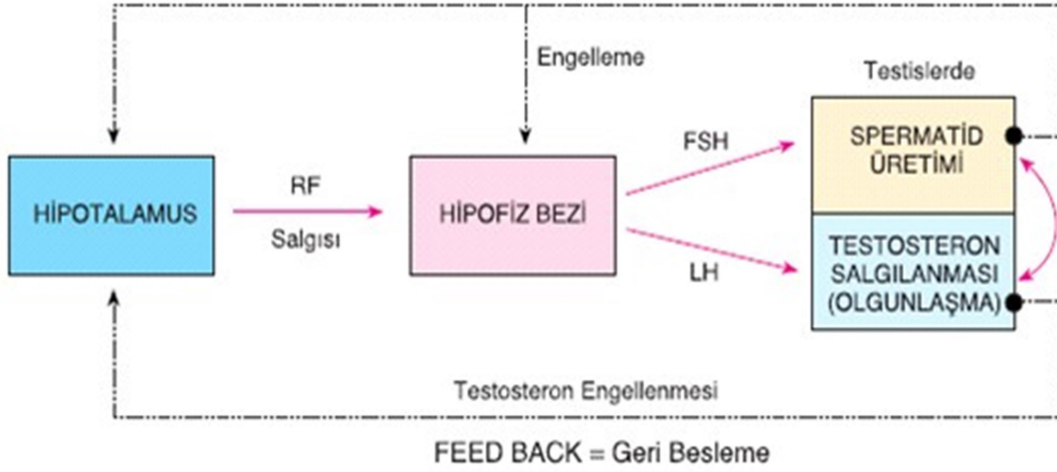 Engelleme
Testislerde
HİPOTALAMUS
RF
Salgısı
HİPOFİZ BEZİ
FSH
LH
SPERMATİD
ÜRETİMİ
TESTOSTERON
SALGILANMASI
(OLGUNLAŞMA)
Testosteron Engellenmesi
FEED BACK = Geri Besleme